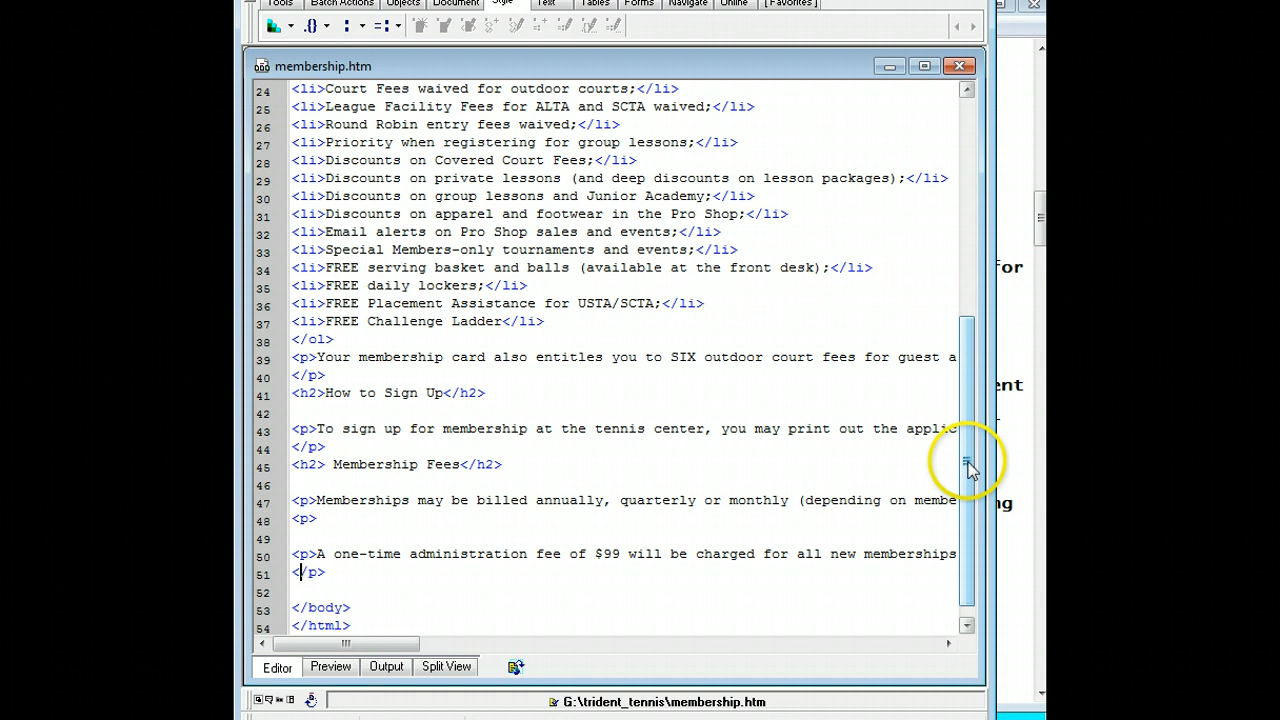 Tools Batch Actions Objects Document Style Text Tables Forms Navigate Online [ Favorites ]
membership.htm
24 <li>Court Fees waived for outdoor courts;</li>
25 <li>League Facility Fees for ALTA and SCTA waived;</li>
26 <li>Round Robin entry fees waived;</li>
27 <li>Priority when registering for group lessons;</li>
28 <li>Discounts on Covered Court Fees;</li>
29 <li>Discounts on private lessons (and deep discounts on lesson packages);</li>
30 <li>Discounts on group lessons and Junior Academy;</li>
31 <li>Discounts on apparel and footwear in the Pro Shop;</li>
32 <li>Email alerts on Pro Shop sales and events;</li>
33 <li>Special Members-only tournaments and events;</li>
34 <li>FREE serving basket and balls (available at the front desk);</li>
35 <li>FREE daily lockers;</li>
36 <li>FREE Placement Assistance for USTA/SCTA;</li>
37 <li>FREE Challenge Ladder</li>
38 </ol>
39 <p>Your membership card also entitles you to SIX outdoor court fees for guest a
40 </p>
41 <h2>How to Sign Up</h2>
42
43 <p>To sign up for membership at the tennis center, you may print out the applic
44 </p>
45 <h2> Membership Fees</h2>
46
47 <p>Memberships may be billed annually, quarterly or monthly (depending on membe
48 <p>
49
50 <p>A one-time administration fee of $99 will be charged for all new memberships
51 </p>
52
53 </body>
54 </html>
for
ent
ng
Editor Preview Output Split View
G:\trident_tennis\membership.htm